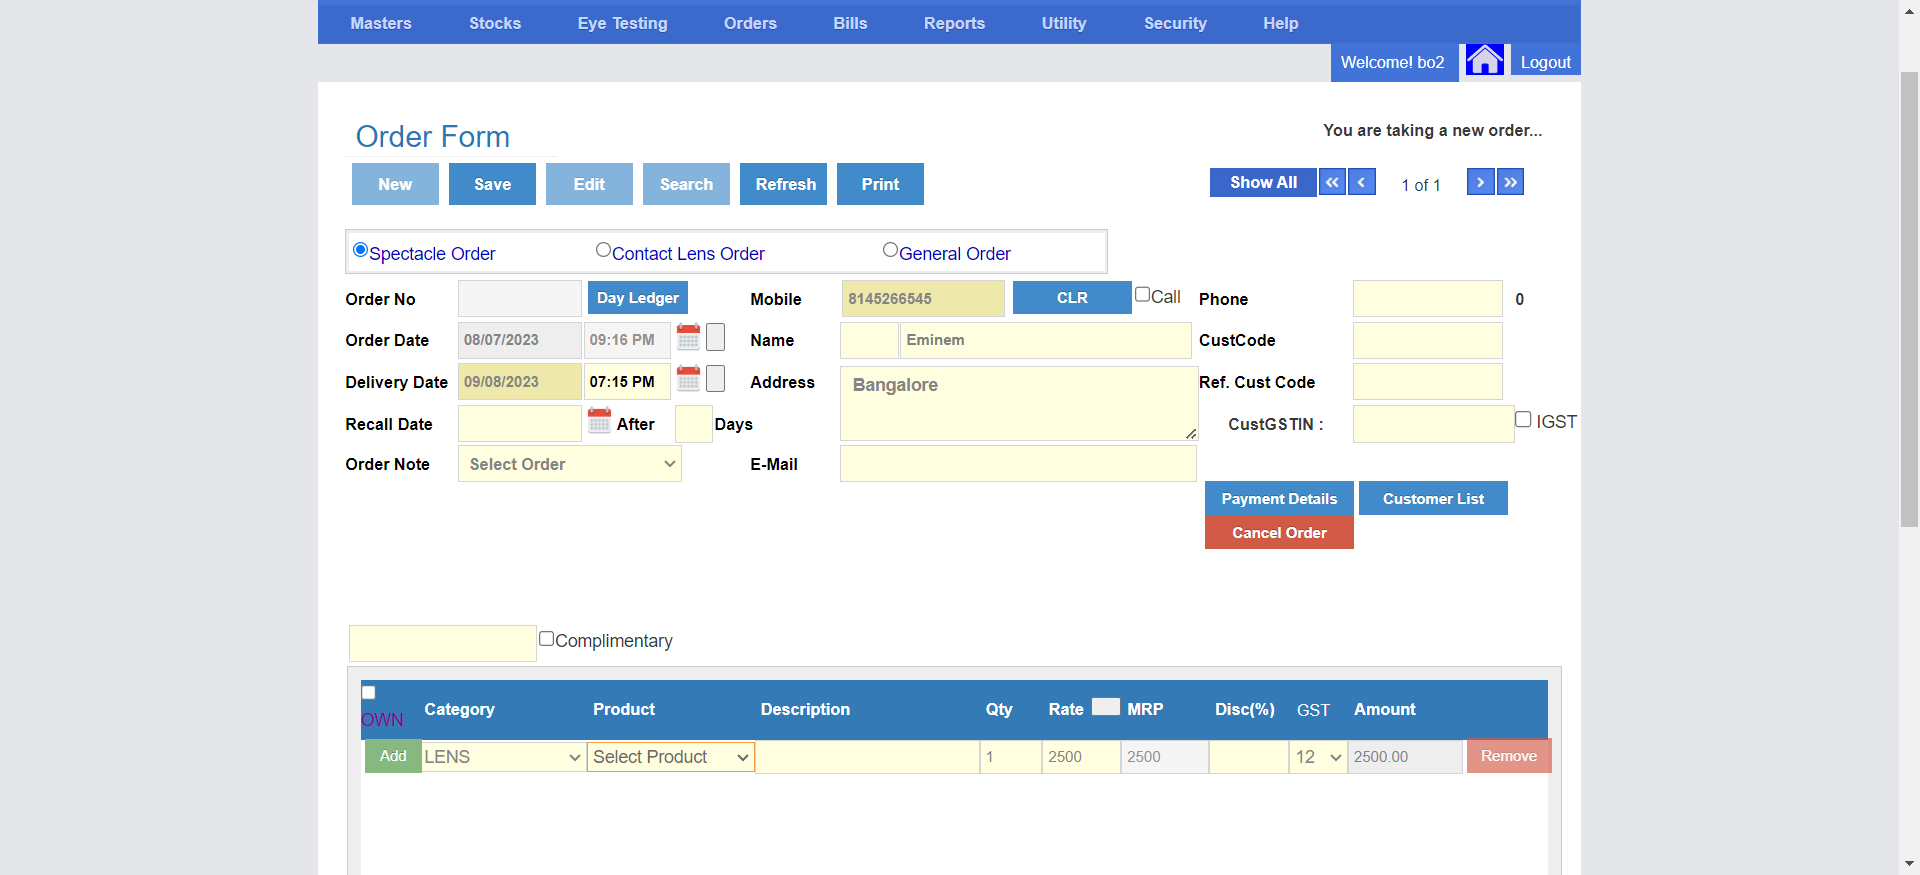 Masters Stocks Eye Testing Orders Bills Reports Utility Security Help
Welcome! bo2 Logout
Order Form You are taking a new order...
New Save Edit Search Refresh Print Show All « ‹ 1 of 1 › »
Spectacle Order Contact Lens Order General Order
Order No Day Ledger Mobile 8145266545 CLR Call Phone 0
Order Date 08/07/2023 09:16 PM Name Eminem CustCode
Delivery Date 09/08/2023 07:15 PM Address Bangalore Ref. Cust Code
Recall Date After Days CustGSTIN : IGST
Order Note Select Order E-Mail
Payment Details Customer List
Cancel Order
Complimentary
OWN Category Product Description Qty Rate MRP Disc(%) GST Amount
Add LENS Select Product 1 2500 2500 12 2500.00 Remove